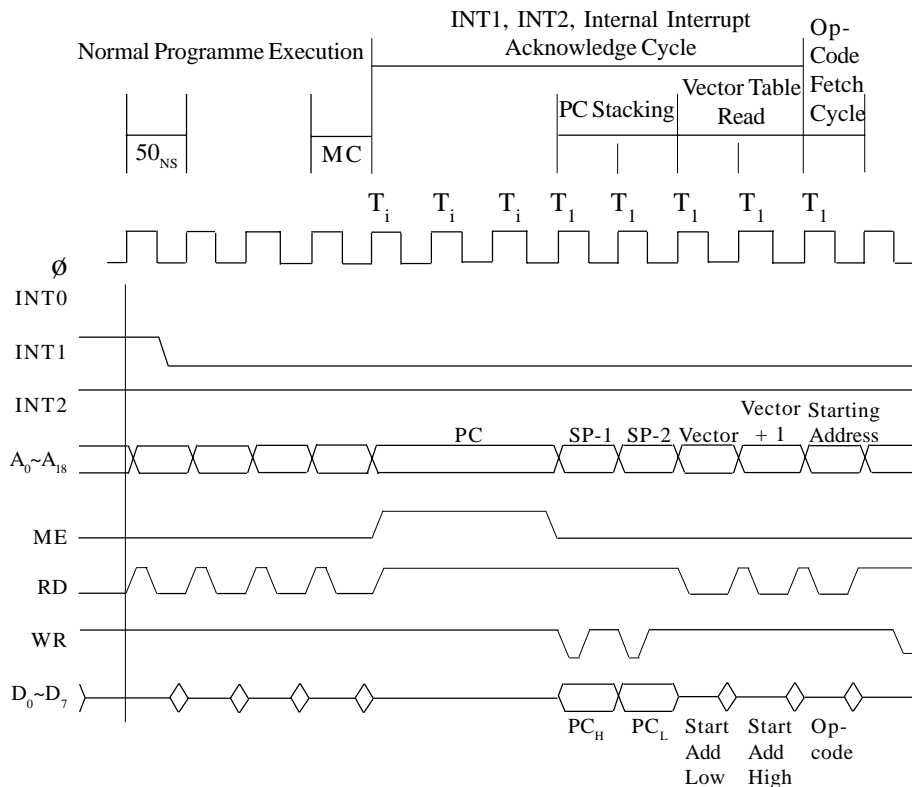 INT1, INT2, Internal Interrupt
Acknowledge Cycle
Op-
Code
Fetch
Cycle
Normal Programme Execution
PC Stacking
Vector Table
Read
50NS
MC
Ti Ti Ti T1 T1 T1 T1 T1
Ø
INT0
INT1
INT2
A0~A18
PC
SP-1
SP-2
Vector
Vector
+ 1
Starting
Address
ME
RD
WR
D0~D7
PCH
PCL
Start
Add
Low
Start
Add
High
Op-
code